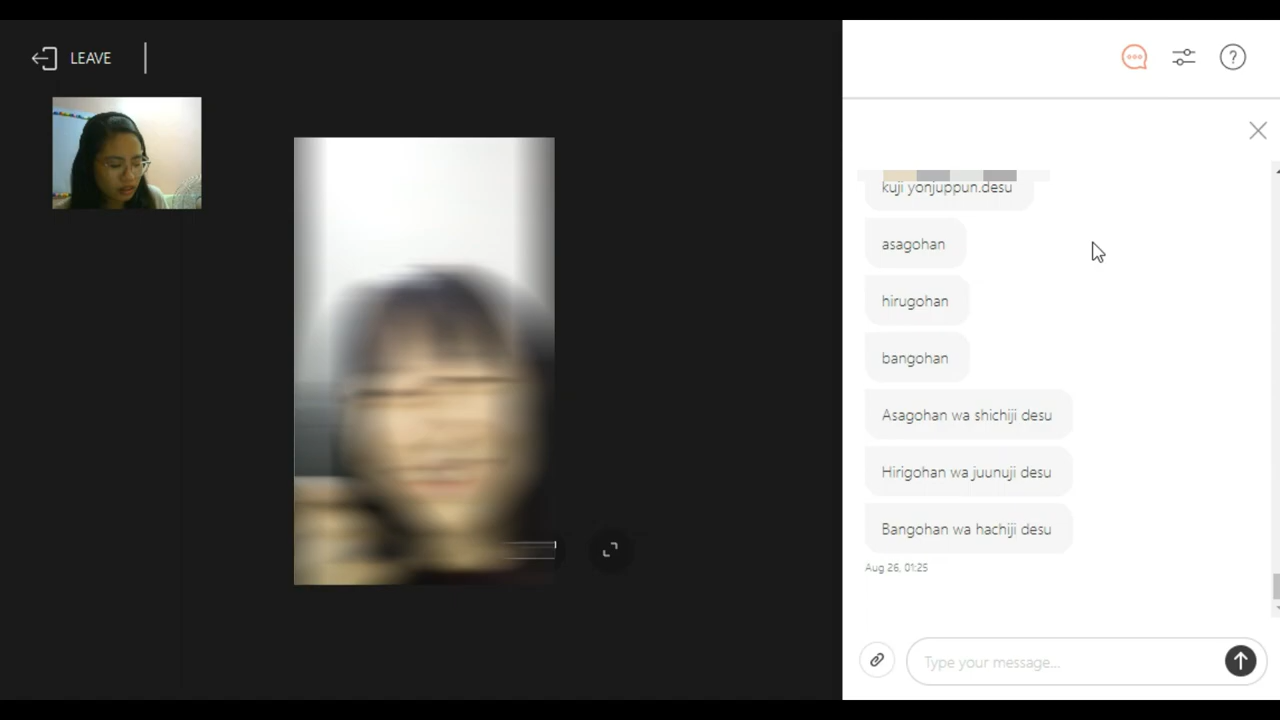 LEAVE
kuji yonjuppun.desu
asagohan
hirugohan
bangohan
Asagohan wa shichiji desu
Hirigohan wa juunuji desu
Bangohan wa hachiji desu
Aug 26, 01:25
Type your message...